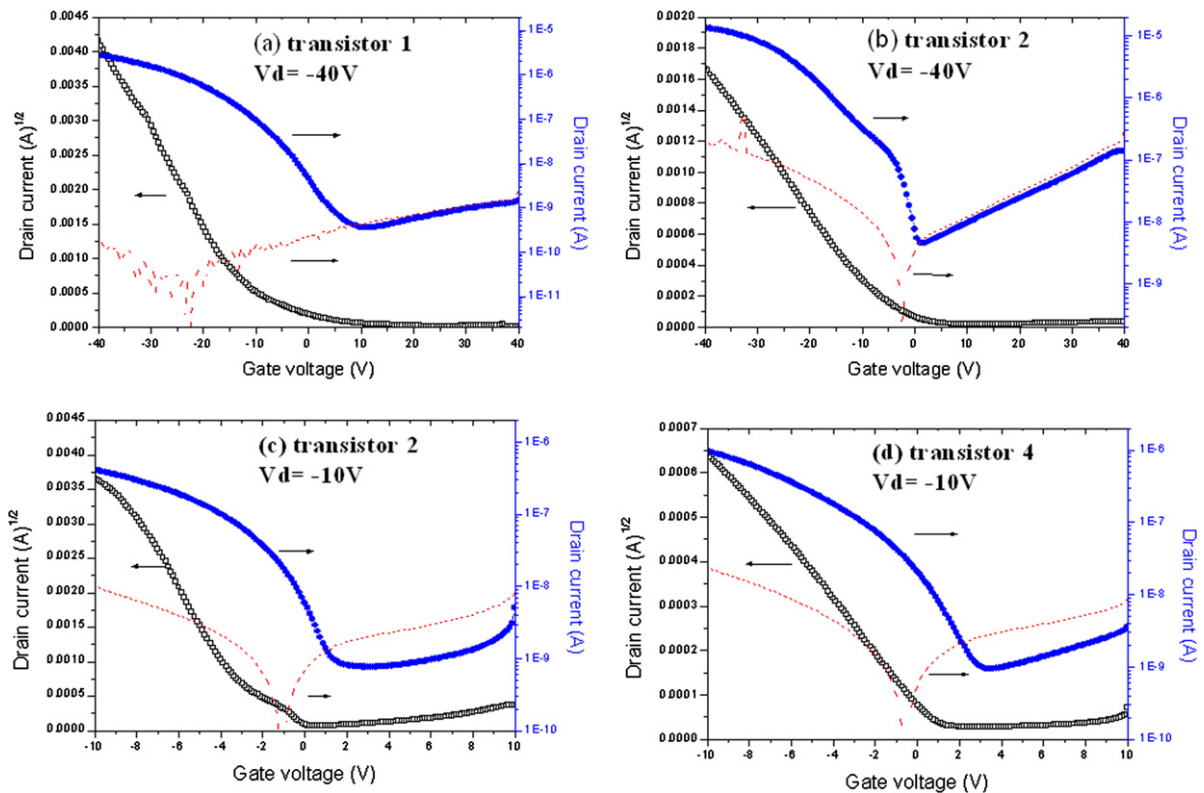 (a) transistor 1
Vd= -40V
0.0045
0.0040
0.0035
0.0030
0.0025
0.0020
0.0015
0.0010
0.0005
0.0000
Drain current (A)^1/2
1E-5
1E-6
1E-7
1E-8
1E-9
1E-10
1E-11
Drain current (A)
-40 -30 -20 -10 0 10 20 30 40
Gate voltage (V)
(b) transistor 2
Vd= -40V
0.0020
0.0018
0.0016
0.0014
0.0012
0.0010
0.0008
0.0006
0.0004
0.0002
0.0000
Drain current (A)^1/2
1E-5
1E-6
1E-7
1E-8
1E-9
Drain current (A)
-40 -30 -20 -10 0 10 20 30 40
Gate voltage (V)
(c) transistor 2
Vd= -10V
0.0045
0.0040
0.0035
0.0030
0.0025
0.0020
0.0015
0.0010
0.0005
0.0000
Drain current (A)^1/2
1E-6
1E-7
1E-8
1E-9
1E-10
Drain current (A)
-10 -8 -6 -4 -2 0 2 4 6 8 10
Gate voltage (V)
(d) transistor 4
Vd= -10V
0.0007
0.0006
0.0005
0.0004
0.0003
0.0002
0.0001
0.0000
Drain current (A)^1/2
1E-6
1E-7
1E-8
1E-9
1E-10
Drain current (A)
-10 -8 -6 -4 -2 0 2 4 6 8 10
Gate voltage (V)